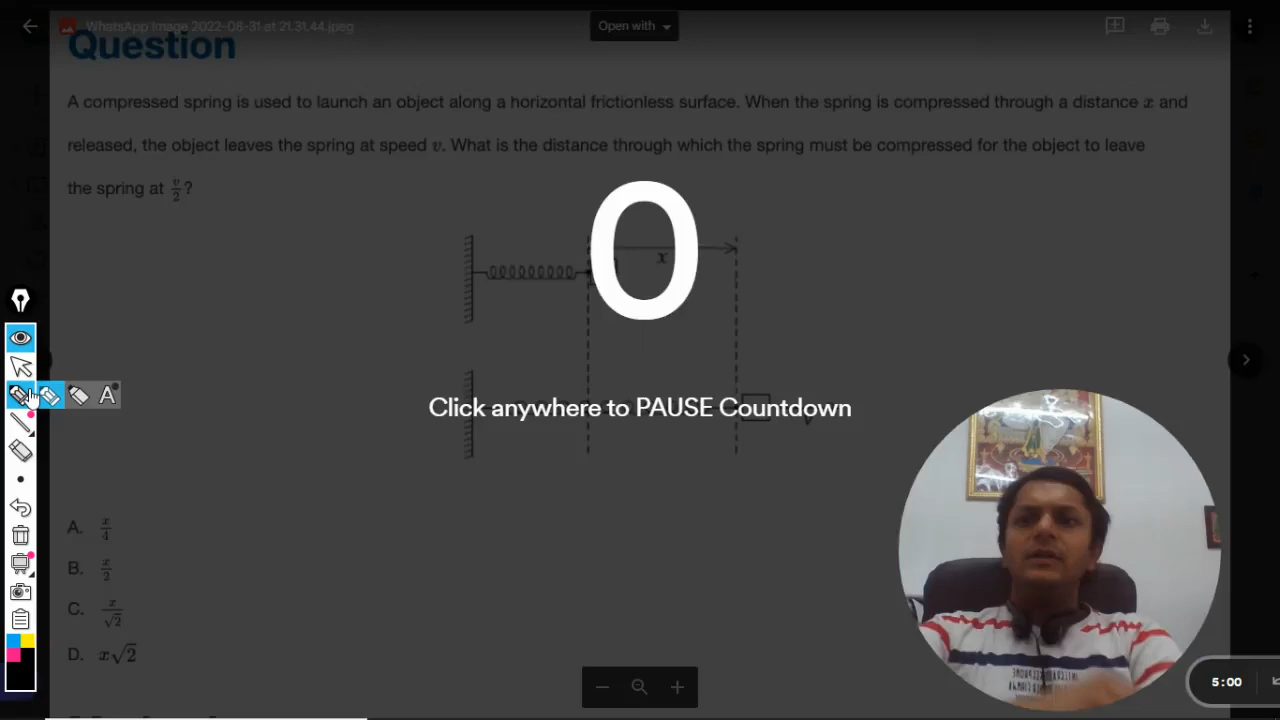 WhatsApp Image 2022-08-31 at 21.31.44.jpeg
Open with
Question
A compressed spring is used to launch an object along a horizontal frictionless surface. When the spring is compressed through a distance x and
released, the object leaves the spring at speed v. What is the distance through which the spring must be compressed for the object to leave
the spring at v/2?
0
x
Click anywhere to PAUSE Countdown
v
A
A. x/4
B. x/2
C. x/√2
D. x√2
5:00